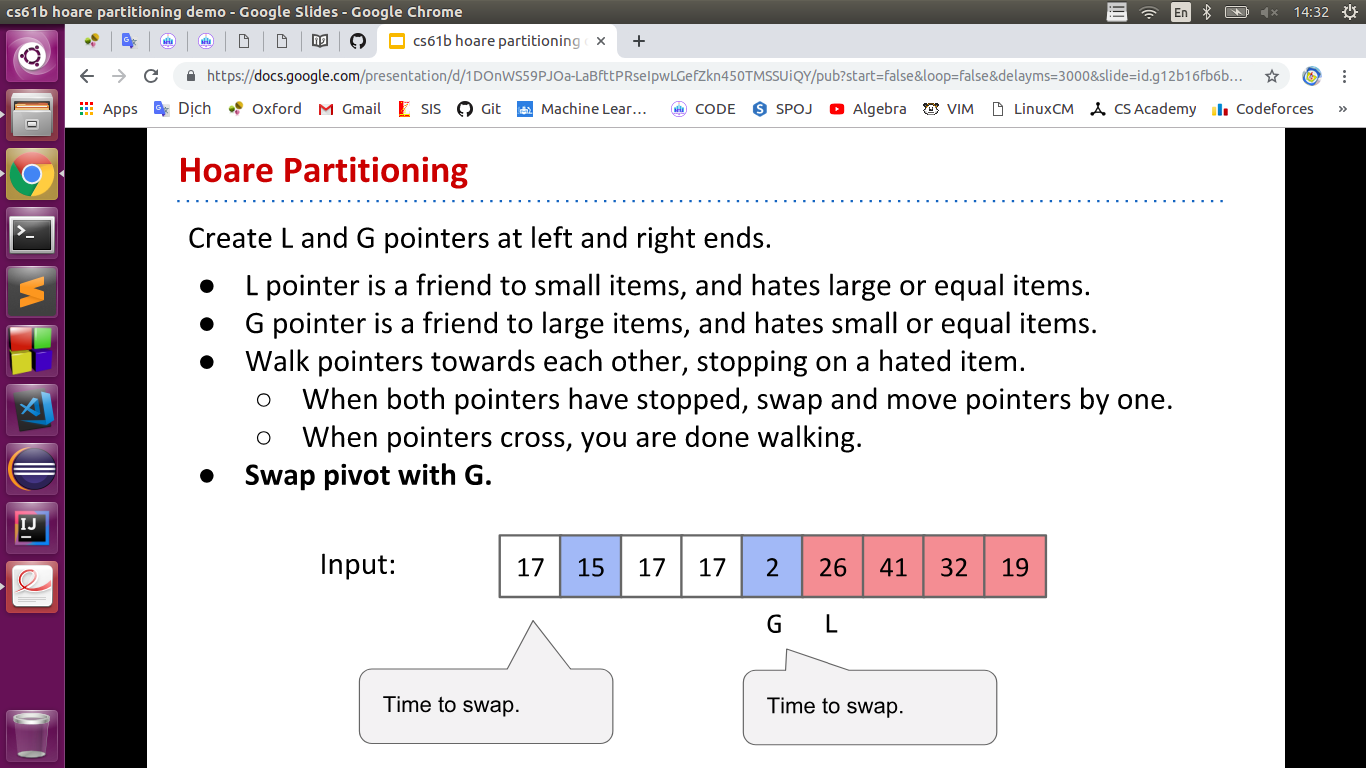 cs61b hoare partitioning demo - Google Slides - Google Chrome
En
14:32
cs61b hoare partitioning
https://docs.google.com/presentation/d/1DOnWS59PJOa-LaBfttPRseIpwLGefZkn450TMSSUiQY/pub?start=false&loop=false&delayms=3000&slide=id.g12b16fb6b...
Apps Dịch Oxford Gmail SIS Git Machine Lear... CODE SPOJ Algebra VIM LinuxCM CS Academy Codeforces »
Hoare Partitioning
Create L and G pointers at left and right ends.
● L pointer is a friend to small items, and hates large or equal items.
● G pointer is a friend to large items, and hates small or equal items.
● Walk pointers towards each other, stopping on a hated item.
○ When both pointers have stopped, swap and move pointers by one.
○ When pointers cross, you are done walking.
● Swap pivot with G.
Input: 17 15 17 17 2 26 41 32 19
G L
Time to swap. Time to swap.
IJ